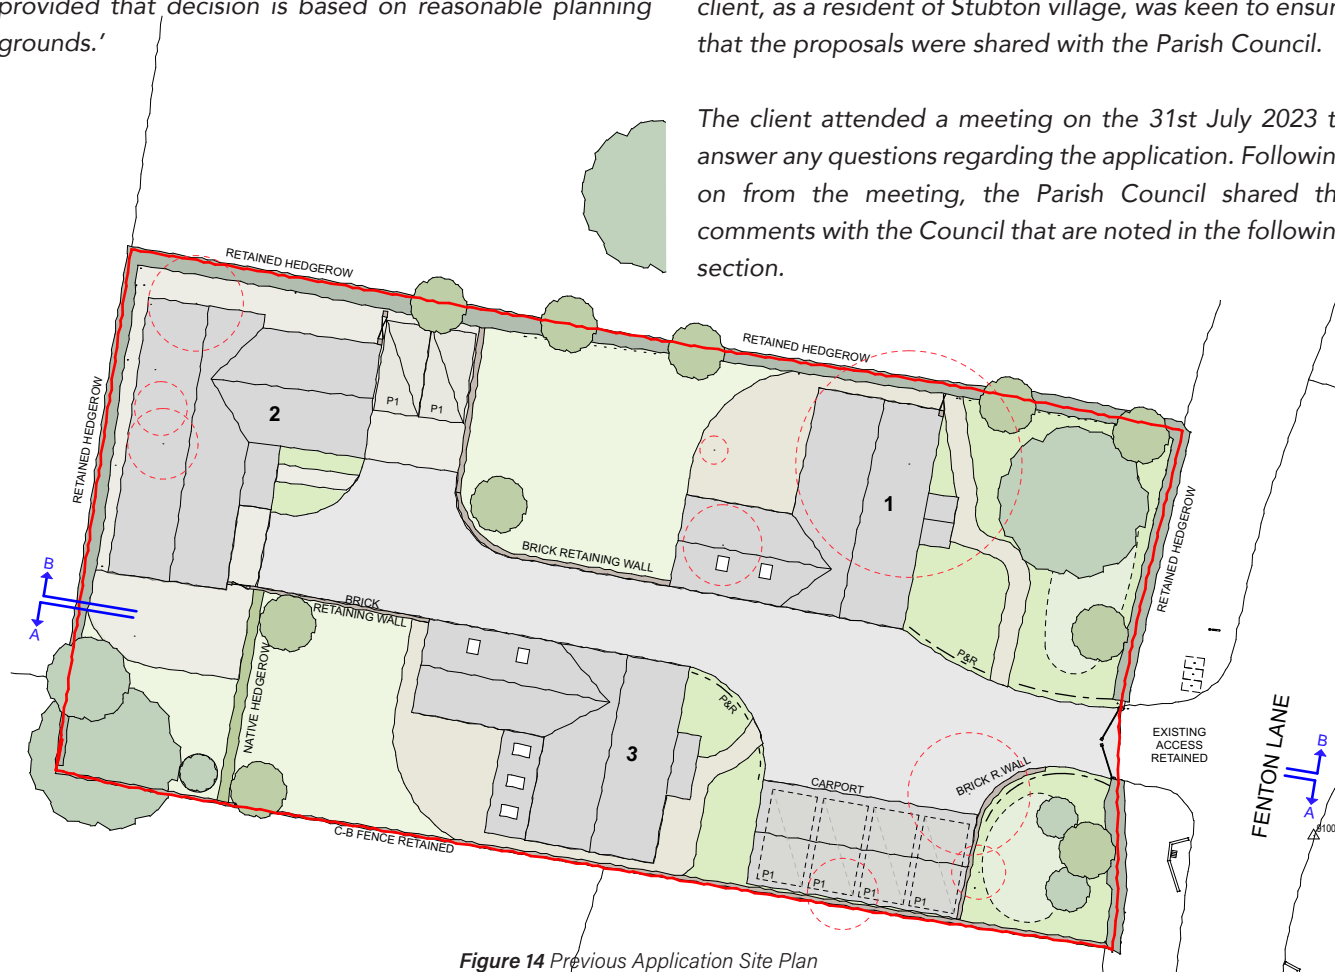 provided that decision is based on reasonable planning
grounds.’
client, as a resident of Stubton village, was keen to ensur
that the proposals were shared with the Parish Council.
The client attended a meeting on the 31st July 2023 t
answer any questions regarding the application. Followin
on from the meeting, the Parish Council shared th
comments with the Council that are noted in the followin
section.
RETAINED HEDGEROW
RETAINED HEDGEROW
RETAINED HEDGEROW
RETAINED HEDGEROW
P1
P1
2
1
BRICK RETAINING WALL
BRICK
RETAINING WALL
B
A
NATIVE HEDGEROW
P&R
P&R
3
EXISTING
ACCESS
RETAINED
FENTON LANE
B
A
CARPORT
BRICK R. WALL
P1
P1
P1
P1
C-B FENCE RETAINED
9100
Figure 14 Previous Application Site Plan